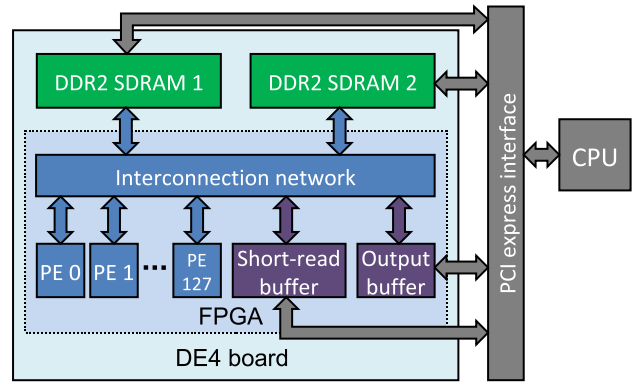 DDR2 SDRAM 1
DDR2 SDRAM 2
Interconnection network
PE 0
PE 1
...
PE
127
Short-read
buffer
Output
buffer
FPGA
DE4 board
PCI express interface
CPU